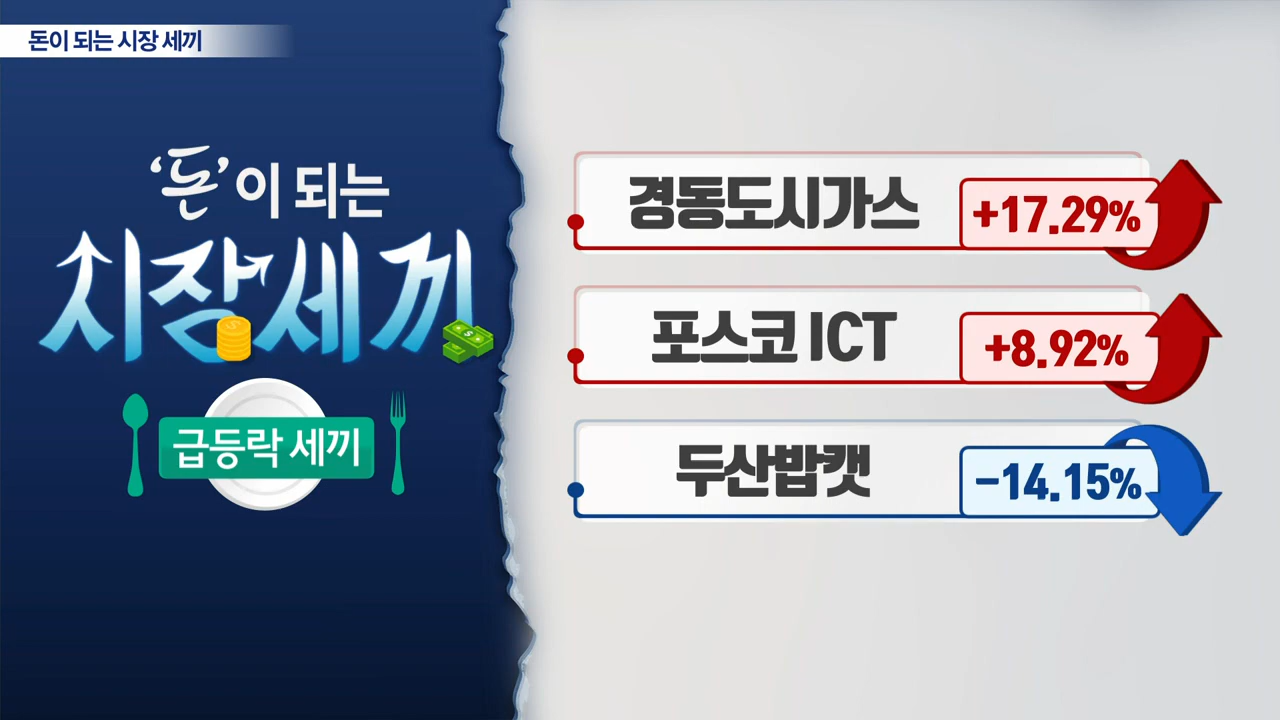 돈이 되는 시장 세끼
‘돈’이 되는
시장세끼
급등락 세끼
경동도시가스 +17.29%
포스코 ICT +8.92%
두산밥캣 -14.15%